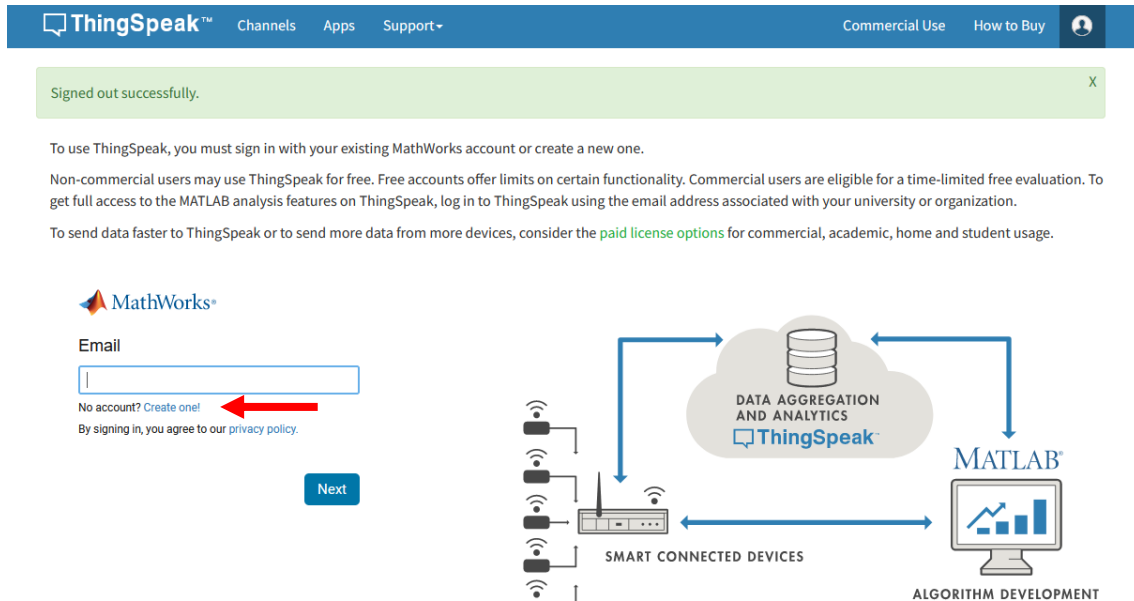 ThingSpeak™ Channels Apps Support Commercial Use How to Buy
Signed out successfully. X
To use ThingSpeak, you must sign in with your existing MathWorks account or create a new one.
Non-commercial users may use ThingSpeak for free. Free accounts offer limits on certain functionality. Commercial users are eligible for a time-limited free evaluation. To
get full access to the MATLAB analysis features on ThingSpeak, log in to ThingSpeak using the email address associated with your university or organization.
To send data faster to ThingSpeak or to send more data from more devices, consider the paid license options for commercial, academic, home and student usage.
MathWorks®
Email
No account? Create one!
By signing in, you agree to our privacy policy.
Next
DATA AGGREGATION
AND ANALYTICS
ThingSpeak™
MATLAB®
SMART CONNECTED DEVICES
ALGORITHM DEVELOPMENT